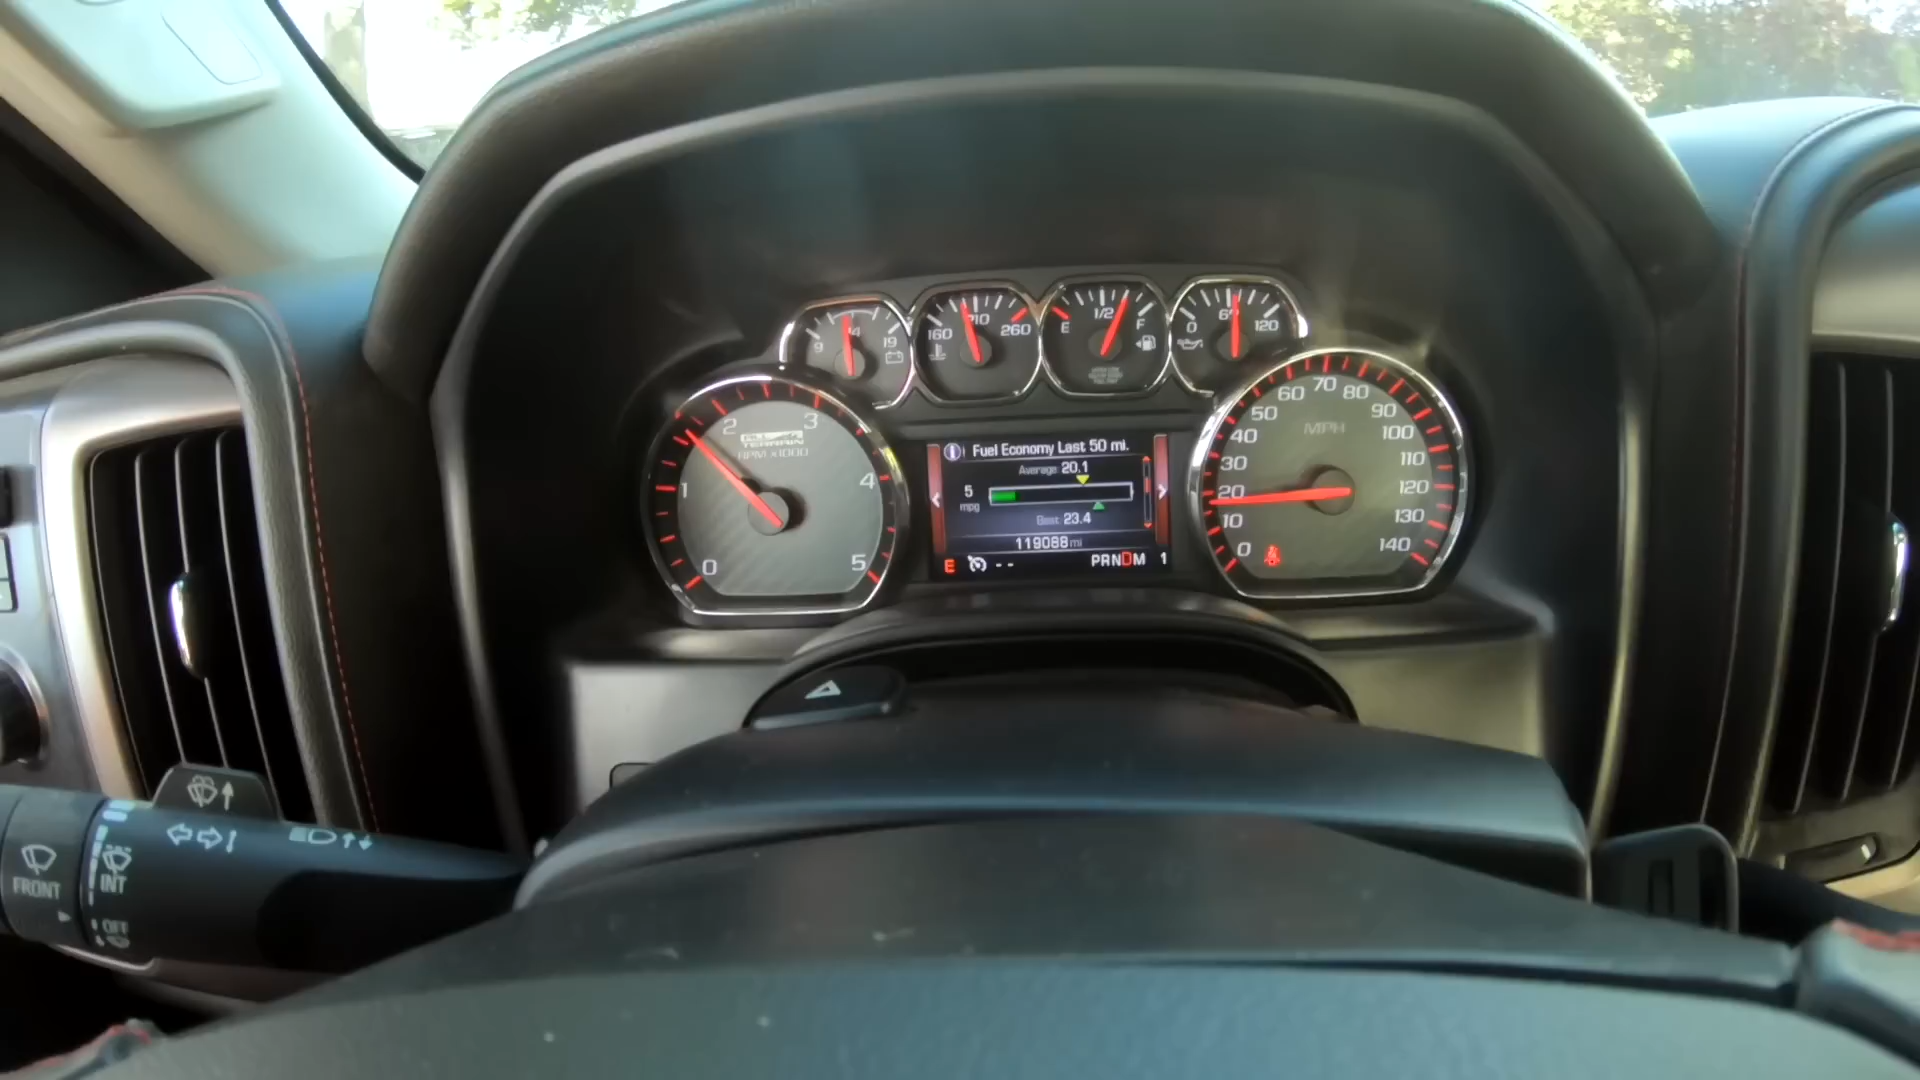 9 14 19
160 210 260
E 1/2 F
0 60 120
0 1 2 3 4 5
ALL TERRAIN
RPM x1000
Fuel Economy Last 50 mi.
Average 20.1
5
mpg
Best 23.4
119088 mi
E -- PRNDM 1
0 10 20 30 40 50 60 70 80 90 100 110 120 130 140
MPH
FRONT
INT
OFF